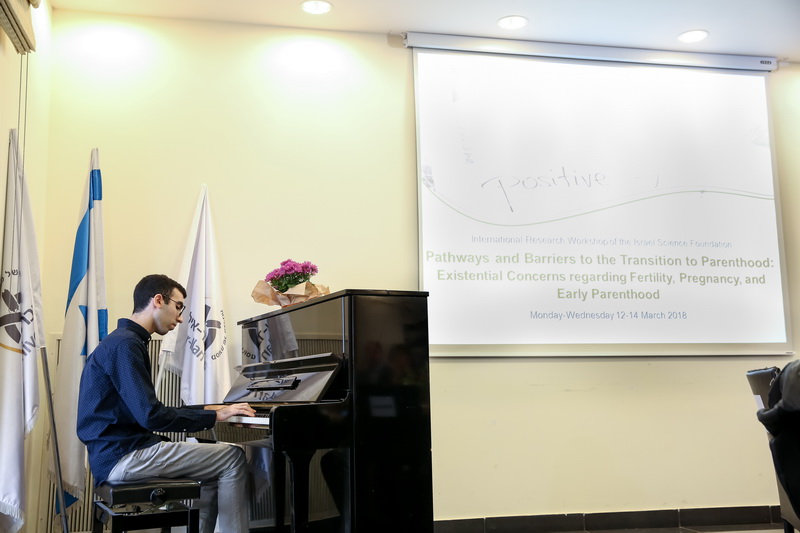 positive
International Research Workshop of the Israel Science Foundation
Pathways and Barriers to the Transition to Parenthood:
Existential Concerns regarding Fertility, Pregnancy, and
Early Parenthood
Monday-Wednesday 12-14 March 2018